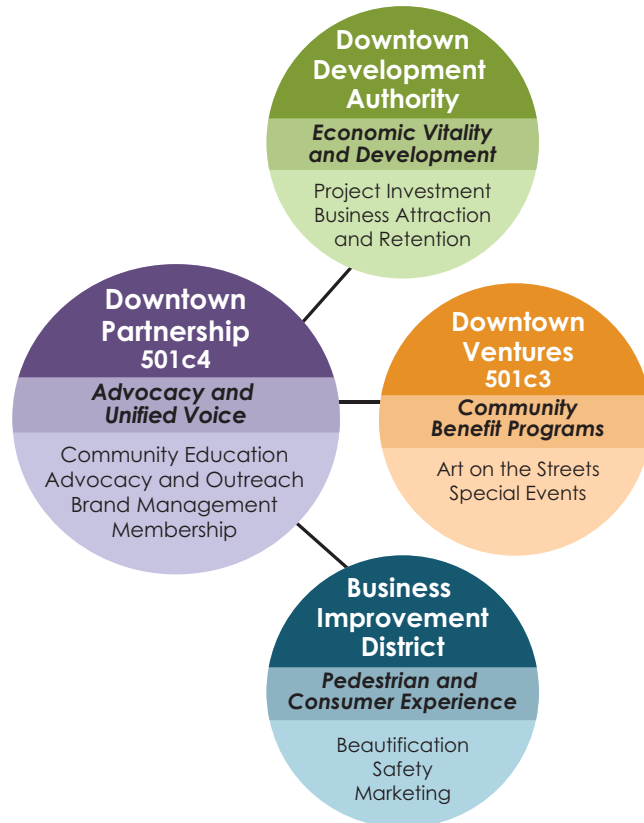 Downtown
Development
Authority
Economic Vitality
and Development
Project Investment
Business Attraction
and Retention
Downtown
Partnership
501c4
Advocacy and
Unified Voice
Community Education
Advocacy and Outreach
Brand Management
Membership
Downtown
Ventures
501c3
Community
Benefit Programs
Art on the Streets
Special Events
Business
Improvement
District
Pedestrian and
Consumer Experience
Beautification
Safety
Marketing